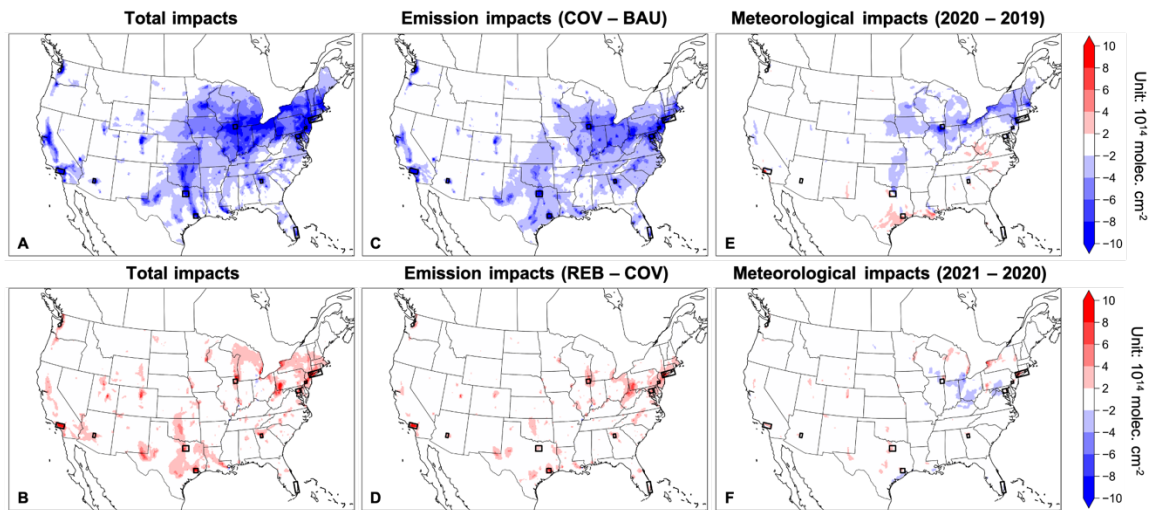 Total impacts
Emission impacts (COV – BAU)
Meteorological impacts (2020 – 2019)
A
C
E
10
8
6
4
2
−2
−4
−6
−8
−10
Unit: 10¹⁴ molec. cm⁻²
Total impacts
Emission impacts (REB – COV)
Meteorological impacts (2021 – 2020)
B
D
F
10
8
6
4
2
−2
−4
−6
−8
−10
Unit: 10¹⁴ molec. cm⁻²